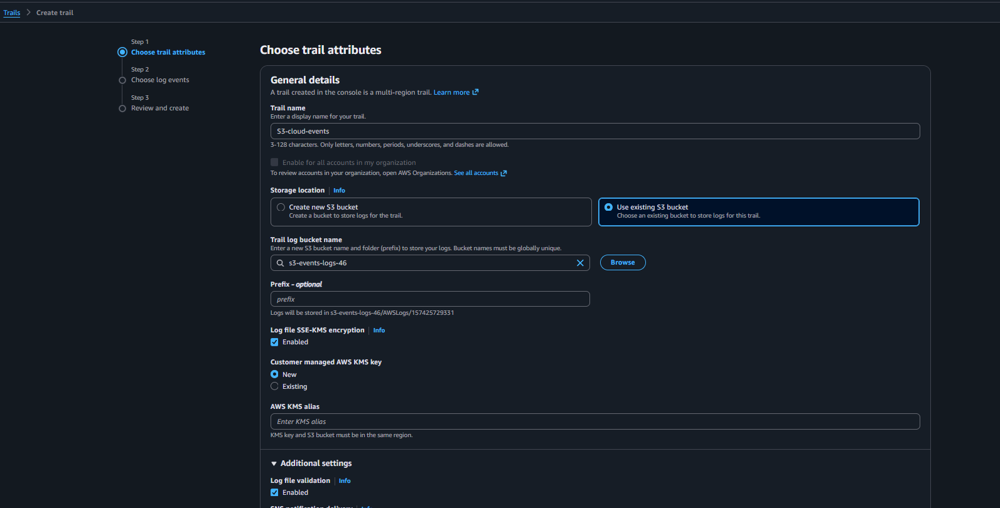 Trails > Create trail
Step 1
Choose trail attributes
Step 2
Choose log events
Step 3
Review and create
Choose trail attributes
General details
A trail created in the console is a multi-region trail. Learn more
Trail name
Enter a display name for your trail.
S3-cloud-events
3-128 characters. Only letters, numbers, periods, underscores, and dashes are allowed.
Enable for all accounts in my organization
To review accounts in your organization, open AWS Organizations. See all accounts
Storage location | Info
Create new S3 bucket
Create a bucket to store logs for the trail.
Use existing S3 bucket
Choose an existing bucket to store logs for this trail.
Trail log bucket name
Enter a new S3 bucket name and folder (prefix) to store your logs. Bucket names must be globally unique.
s3-events-logs-46
Browse
Prefix - optional
prefix
Logs will be stored in s3-events-logs-46/AWSLogs/157425729331
Log file SSE-KMS encryption | Info
Enabled
Customer managed AWS KMS key
New
Existing
AWS KMS alias
Enter KMS alias
KMS key and S3 bucket must be in the same region.
Additional settings
Log file validation | Info
Enabled
SNS notification delivery | Info